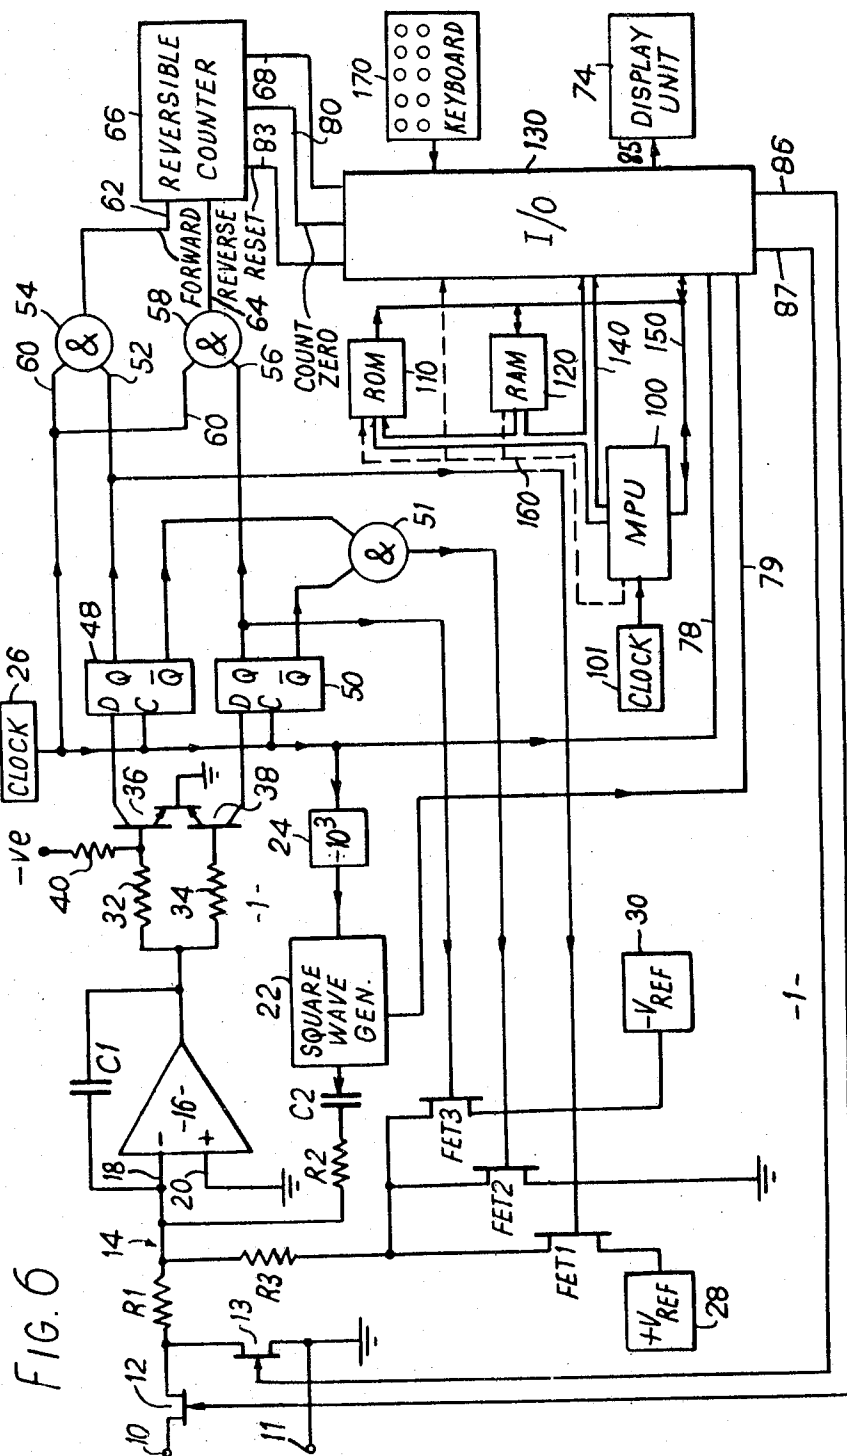 FIG. 6
10
12
11
13
R1
14
18
20
-16-
C1
R3
R2
C2
+VREF
28
FET1
FET2
FET3
-VREF
30
-1-
22
SQUARE
WAVE
GEN.
24
÷10³
-1-
32
34
40
-ve
36
38
CLOCK
26
D Q
C
Q̅
48
D Q
C
Q̅
50
&
51
60
52
&
54
60
56
&
58
62
FORWARD
REVERSE
64
RESET
COUNT
ZERO
REVERSIBLE
COUNTER
66
68
80
83
KEYBOARD
170
I/O
130
DISPLAY
UNIT
74
85
86
87
ROM
110
RAM
120
140
150
160
MPU
100
CLOCK
101
78
79